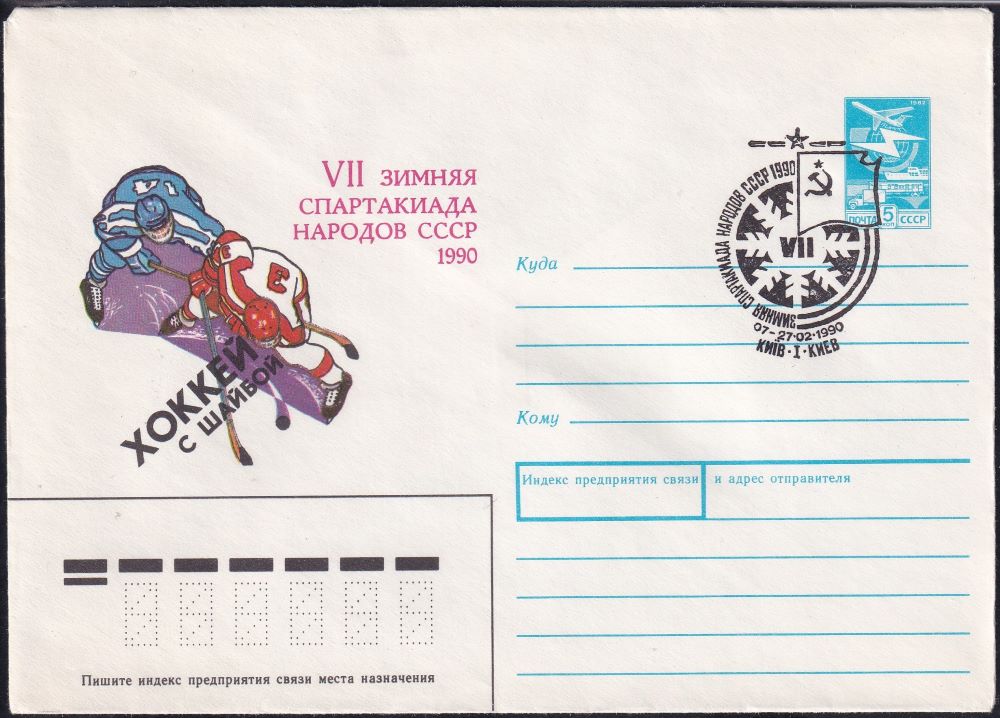 VII ЗИМНЯЯ
СПАРТАКИАДА
НАРОДОВ СССР
1990
ХОККЕЙ
С ШАЙБОЙ
1982
ПОЧТА 5 КОП СССР
ЗИМНЯЯ СПАРТАКИАДА НАРОДОВ СССР 1990
VII
07-27·02·1990
КИЇВ·I·КИЕВ
Куда
Кому
Индекс предприятия связи и адрес отправителя
Пишите индекс предприятия связи места назначения